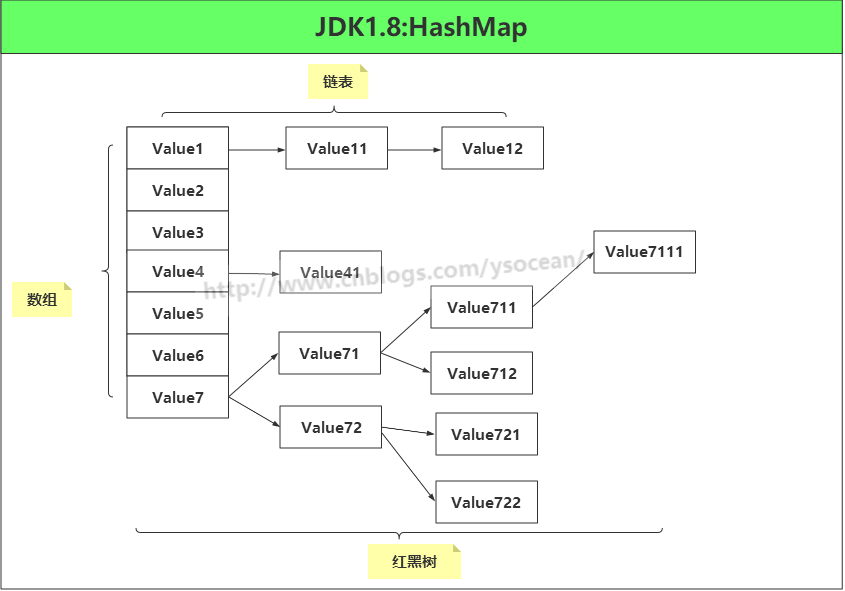 JDK1.8:HashMap
链表
Value1 Value11 Value12
Value2
Value3
Value7111
Value4 Value41
http://www.cnblogs.com/ysocean/
数组
Value5
Value711
Value6
Value71
Value712
Value7
Value72
Value721
Value722
红黑树